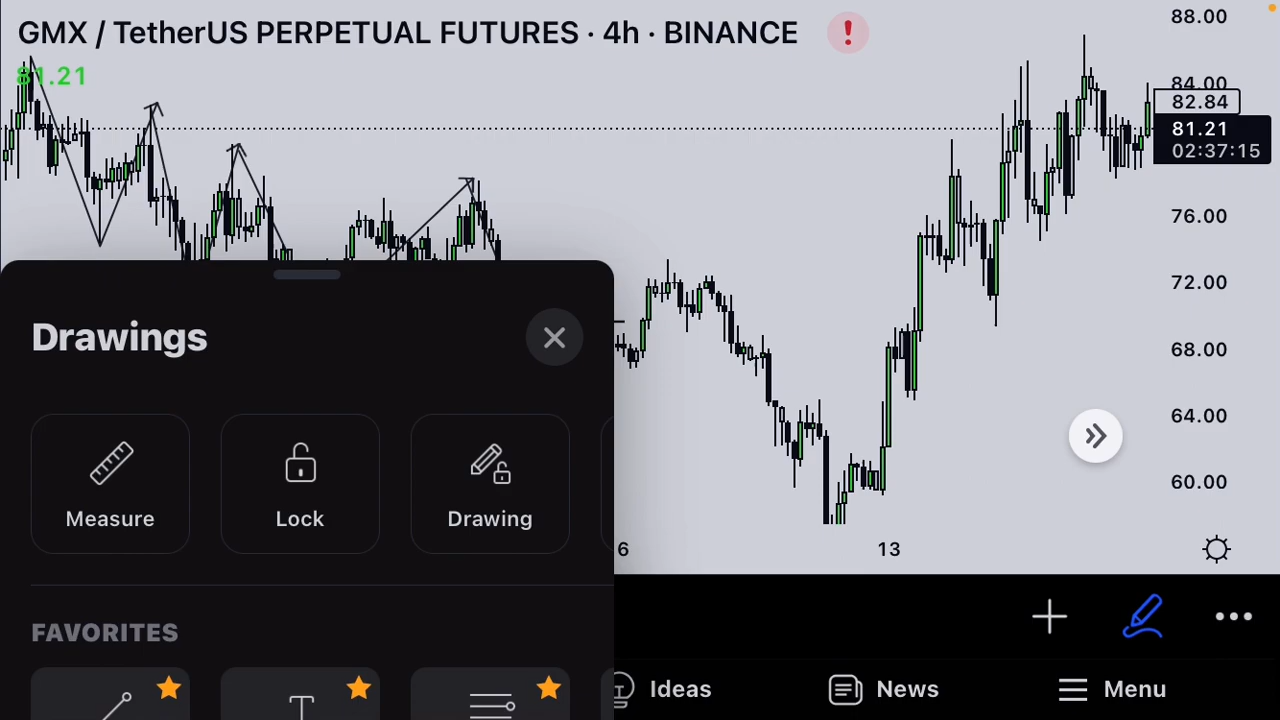 GMX / TetherUS PERPETUAL FUTURES · 4h · BINANCE
81.21
88.00
84.00
82.84
81.21
02:37:15
76.00
72.00
68.00
64.00
60.00
6
13
Drawings
Measure
Lock
Drawing
FAVORITES
T
Ideas
News
Menu